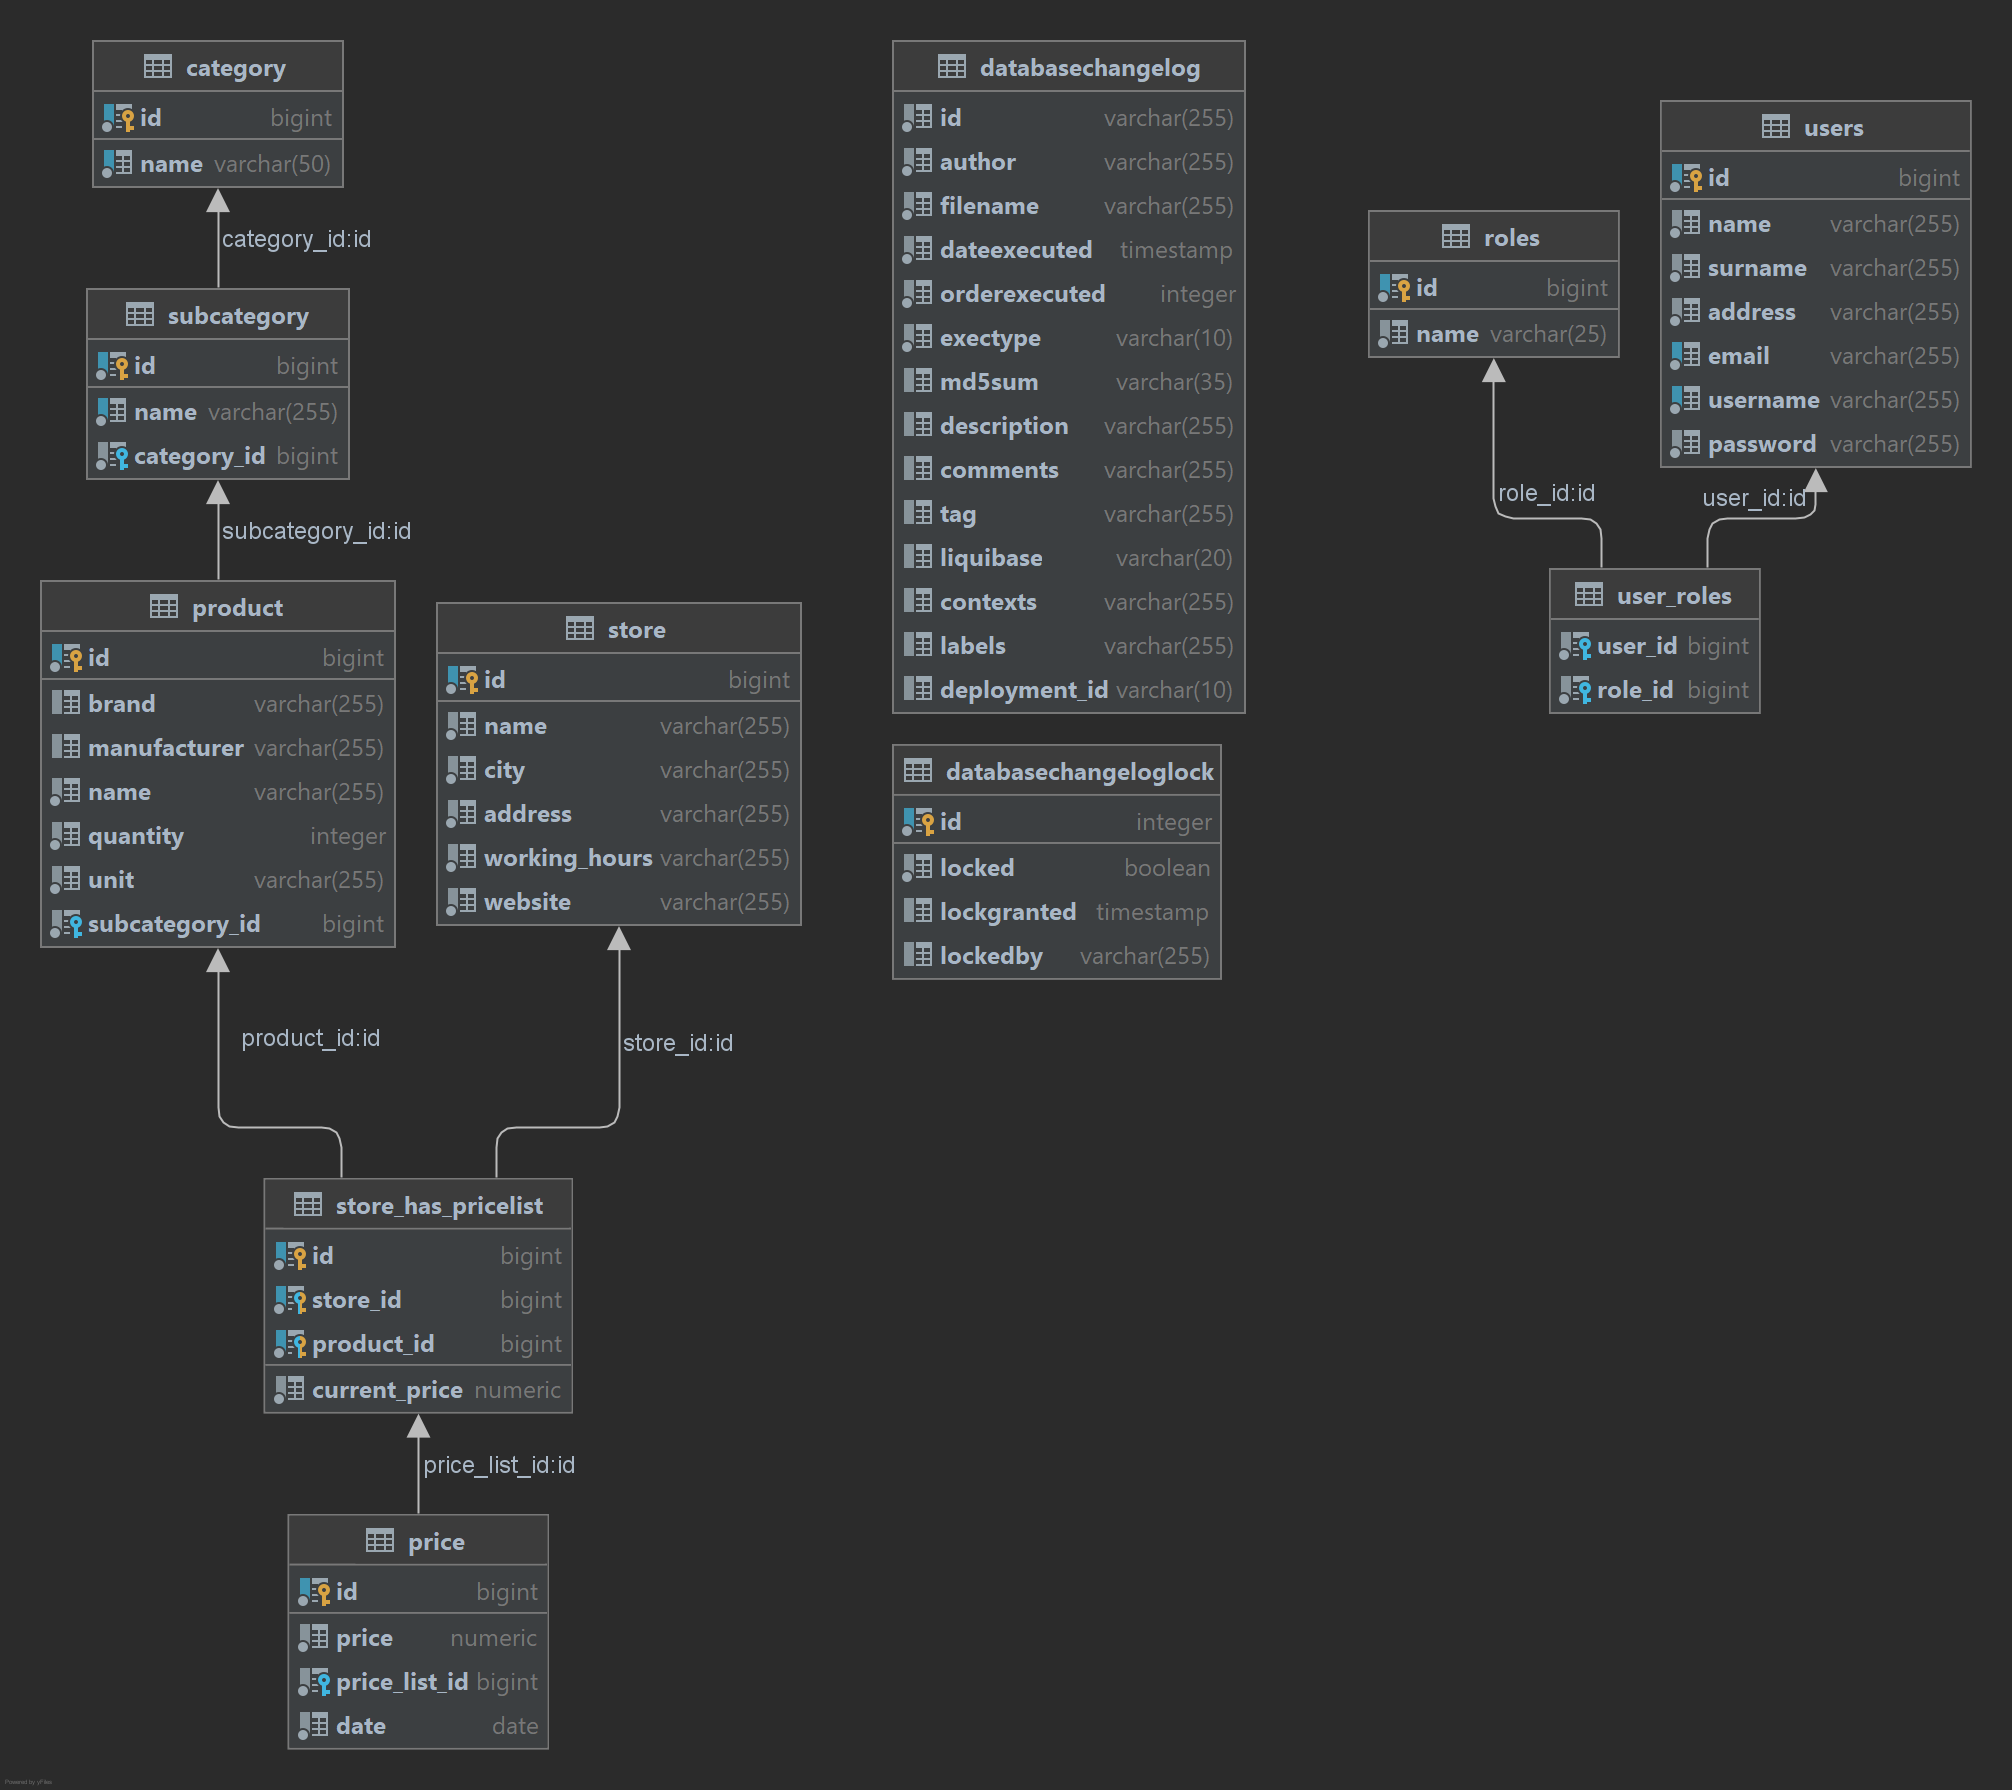 category
id bigint
name varchar(50)
category_id:id
subcategory
id bigint
name varchar(255)
category_id bigint
subcategory_id:id
product
id bigint
brand varchar(255)
manufacturer varchar(255)
name varchar(255)
quantity integer
unit varchar(255)
subcategory_id bigint
store
id bigint
name varchar(255)
city varchar(255)
address varchar(255)
working_hours varchar(255)
website varchar(255)
product_id:id
store_id:id
store_has_pricelist
id bigint
store_id bigint
product_id bigint
current_price numeric
price_list_id:id
price
id bigint
price numeric
price_list_id bigint
date date
databasechangelog
id varchar(255)
author varchar(255)
filename varchar(255)
dateexecuted timestamp
orderexecuted integer
exectype varchar(10)
md5sum varchar(35)
description varchar(255)
comments varchar(255)
tag varchar(255)
liquibase varchar(20)
contexts varchar(255)
labels varchar(255)
deployment_id varchar(10)
databasechangeloglock
id integer
locked boolean
lockgranted timestamp
lockedby varchar(255)
roles
id bigint
name varchar(25)
users
id bigint
name varchar(255)
surname varchar(255)
address varchar(255)
email varchar(255)
username varchar(255)
password varchar(255)
role_id:id
user_id:id
user_roles
user_id bigint
role_id bigint
Powered by yFiles